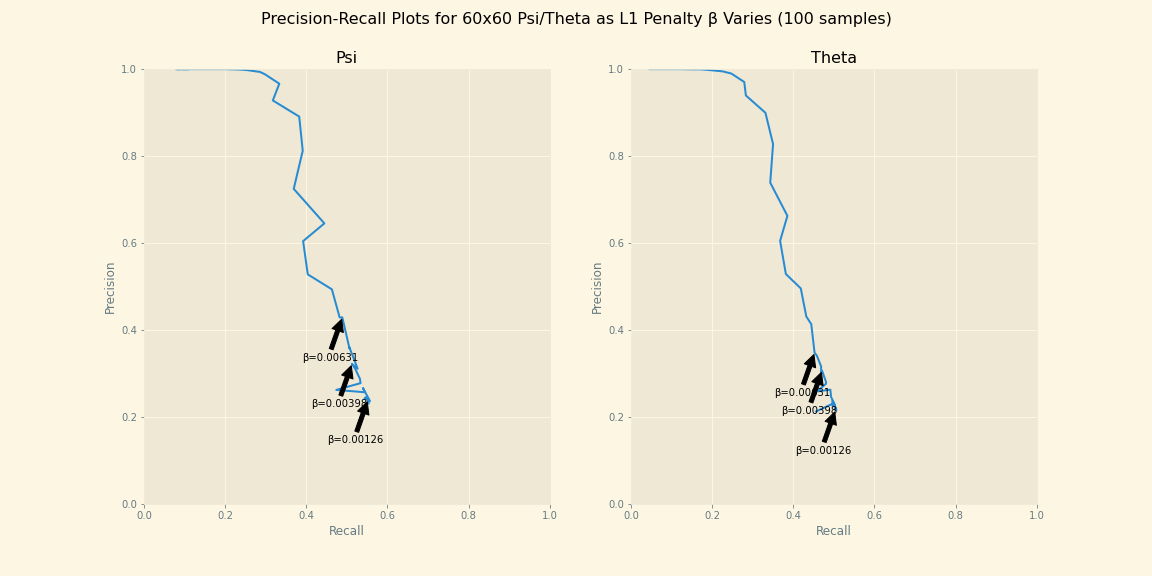 Precision-Recall Plots for 60x60 Psi/Theta as L1 Penalty β Varies (100 samples)
Psi
Precision
1.0
0.8
0.6
0.4
0.2
0.0
β=0.00631
β=0.00398
β=0.00126
0.0 0.2 0.4 0.6 0.8 1.0
Recall
Theta
Precision
1.0
0.8
0.6
0.4
0.2
0.0
β=0.00631
β=0.00398
β=0.00126
0.0 0.2 0.4 0.6 0.8 1.0
Recall